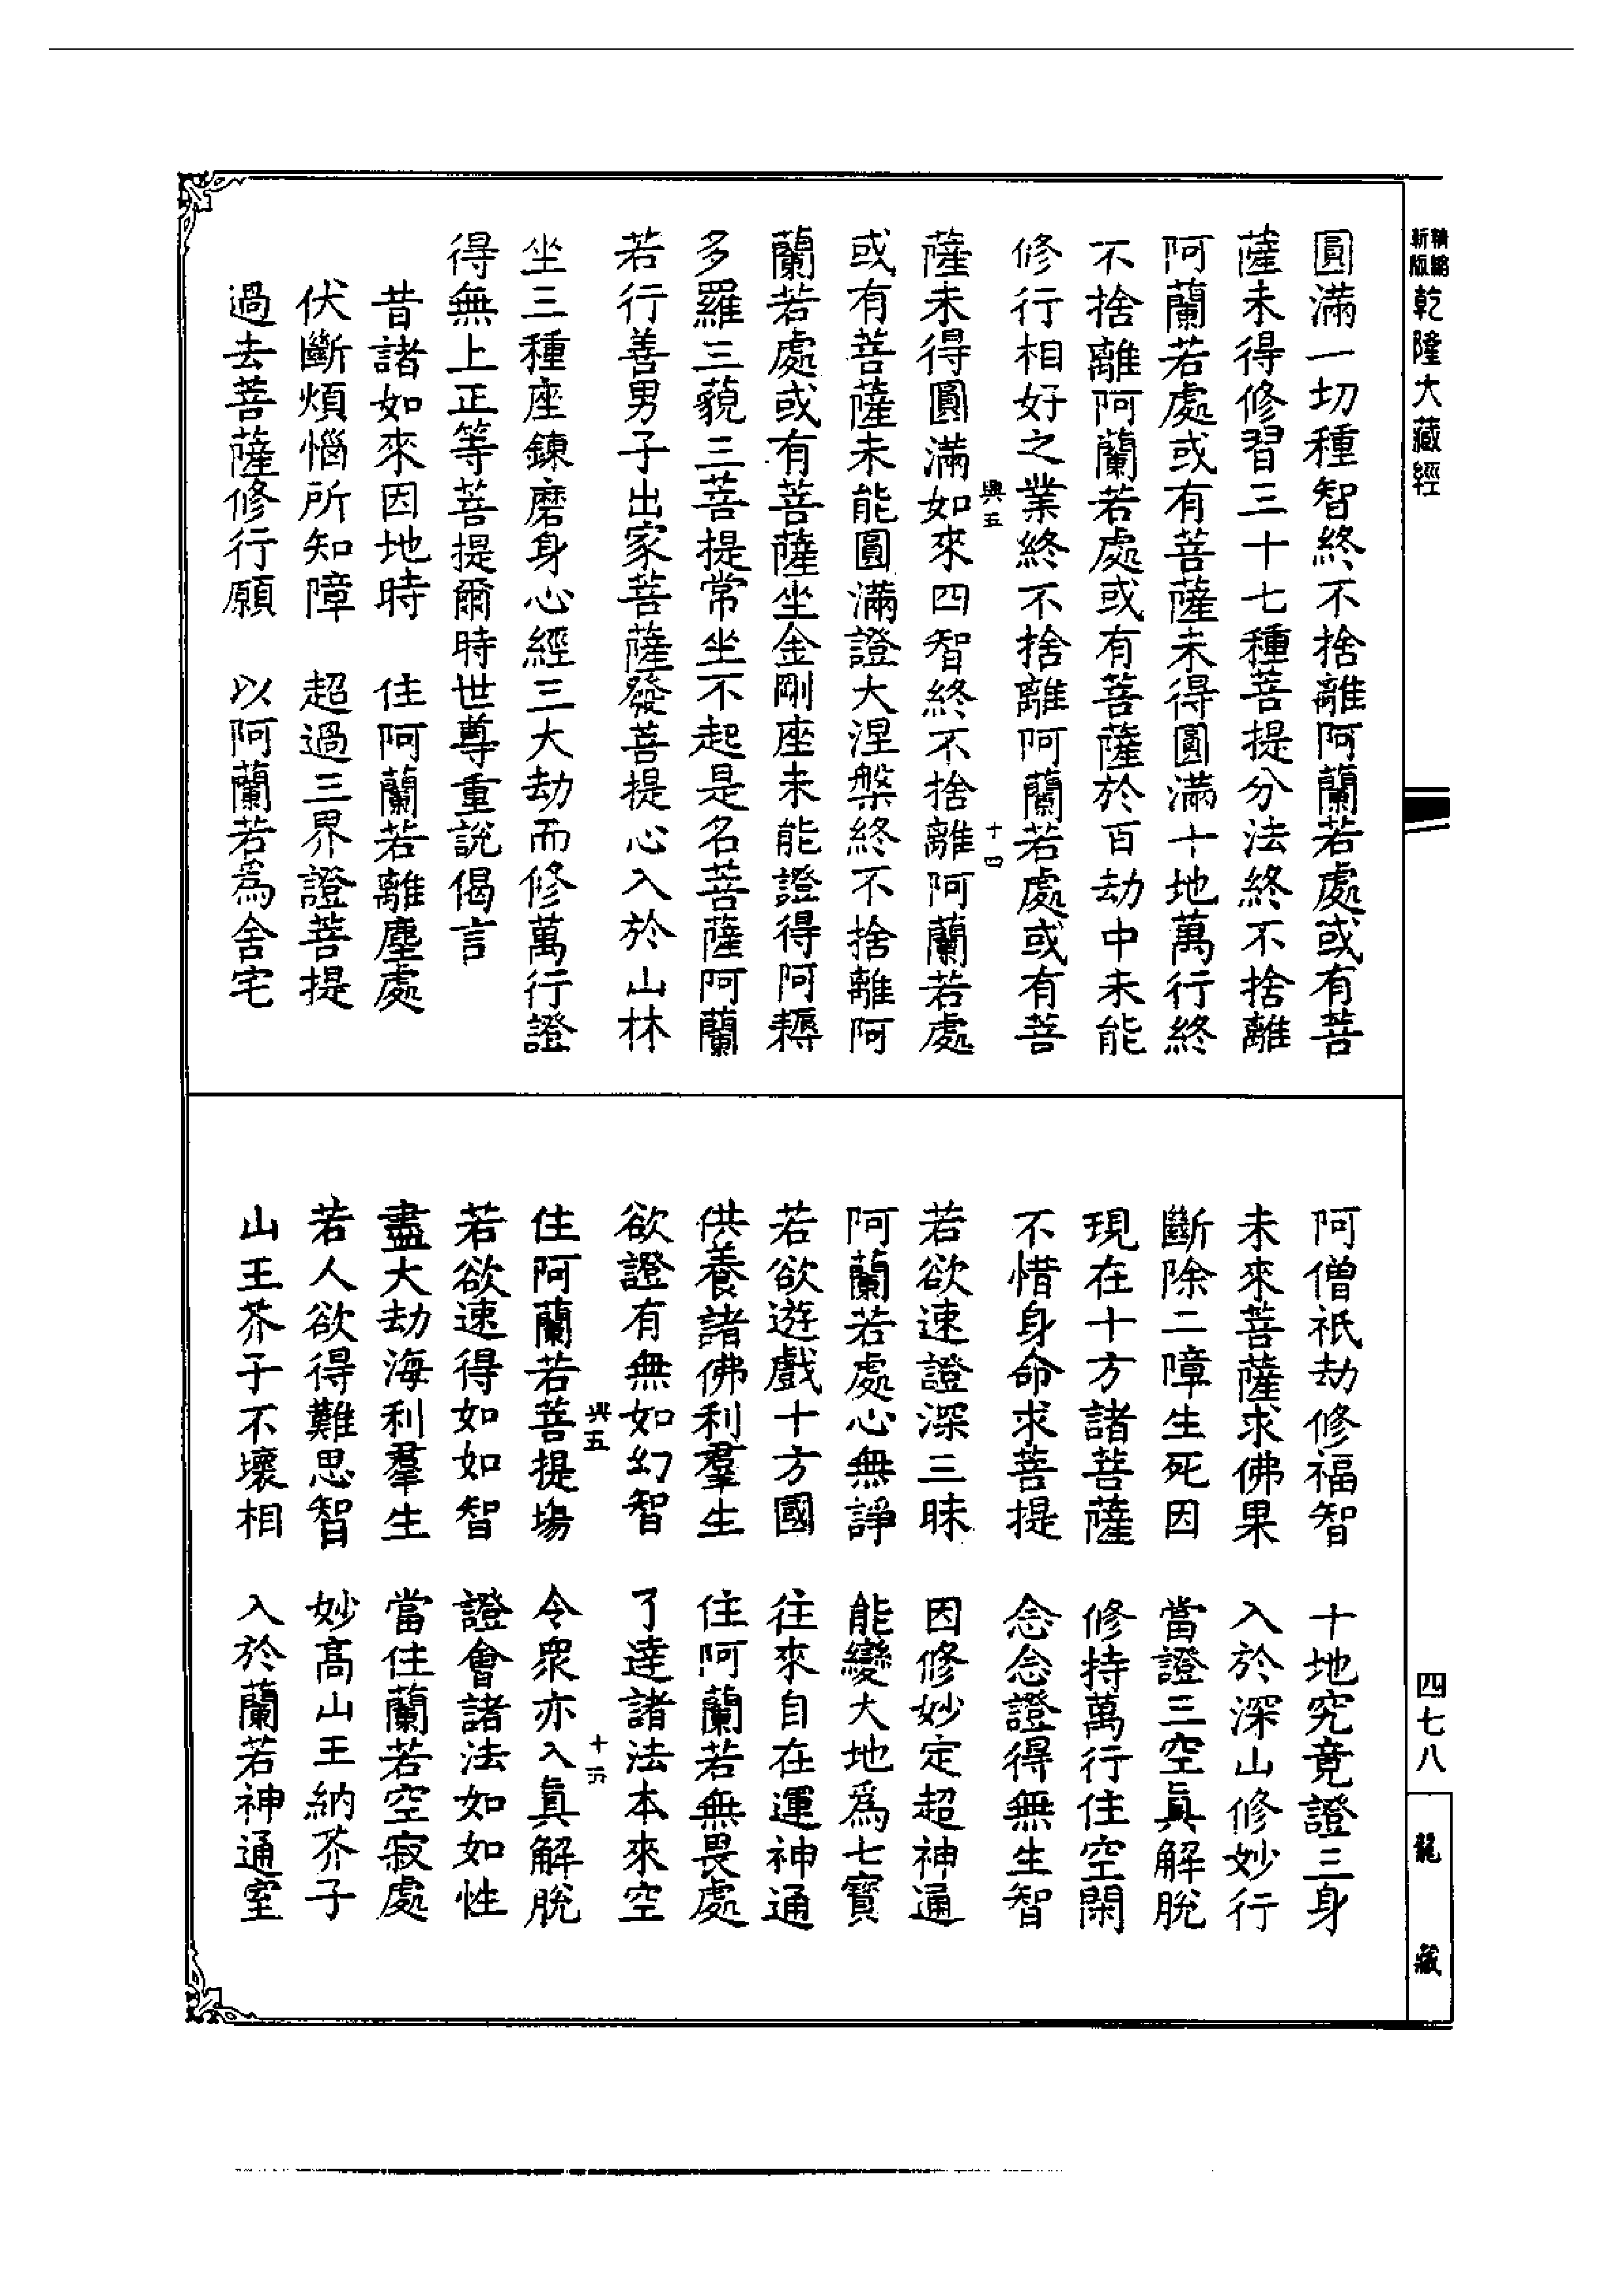 新版
精縮
乾隆大藏經
圓滿一切種智終不捨離阿蘭若處或有菩
薩未得修習三十七種菩提分法終不捨離
阿蘭若處或有菩薩未得圓滿十地萬行終
不捨離阿蘭若處或有菩薩於百劫中未能
修行相好之業終不捨離阿蘭若處或有菩
興五
十四
薩未得圓滿如來四智終不捨離阿蘭若處
或有菩薩未能圓滿證大涅槃終不捨離阿
蘭若處或有菩薩坐金剛座未能證得阿耨
多羅三藐三菩提常坐不起是名菩薩阿蘭
若行善男子出家菩薩發菩提心入於山林
坐三種座鍊磨身心經三大劫而修萬行證
得無上正等菩提爾時世尊重說偈言
昔諸如來因地時 住阿蘭若離塵處
伏斷煩惱所知障 超過三界證菩提
過去菩薩修行願 以阿蘭若為舍宅
阿僧祇劫修福智 十地究竟證三身
未來菩薩求佛果 入於深山修妙行
斷除二障生死因 當證三空眞解脫
現在十方諸菩薩 修持萬行住空閑
不惜身命求菩提 念念證得無生智
若欲速證深三昧 因修妙定超神通
阿蘭若處心無諍 能變大地為七寳
若欲遊戲十方國 往來自在運神通
供養諸佛利羣生 住阿蘭若無畏處
欲證有無如幻智 了達諸法本來空
興五
十五
住阿蘭若菩提場 令眾亦入眞解脫
若欲速得如如智 證會諸法如如性
盡大劫海利羣生 當住蘭若空寂處
若人欲得難思智 妙高山王納芥子
山王芥子不壞相 入於蘭若神通室
四七八
龍藏